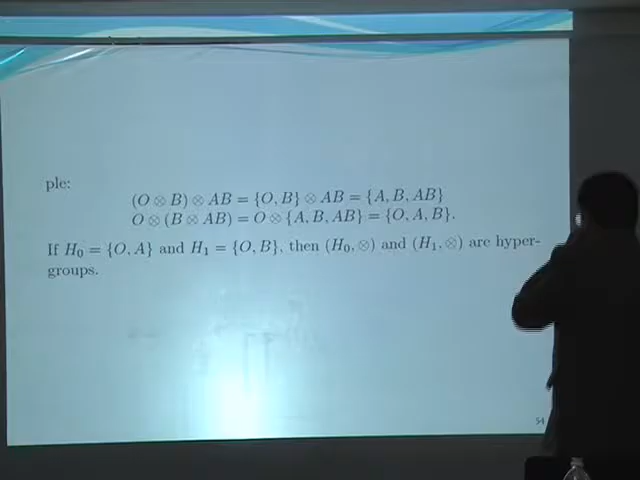 ple:
(O ⊗ B) ⊗ AB = {O, B} ⊗ AB = {A, B, AB}
O ⊗ (B ⊗ AB) = O ⊗ {A, B, AB} = {O, A, B}.
If H₀ = {O, A} and H₁ = {O, B}, then (H₀, ⊗) and (H₁, ⊗) are hyper-
groups.
54